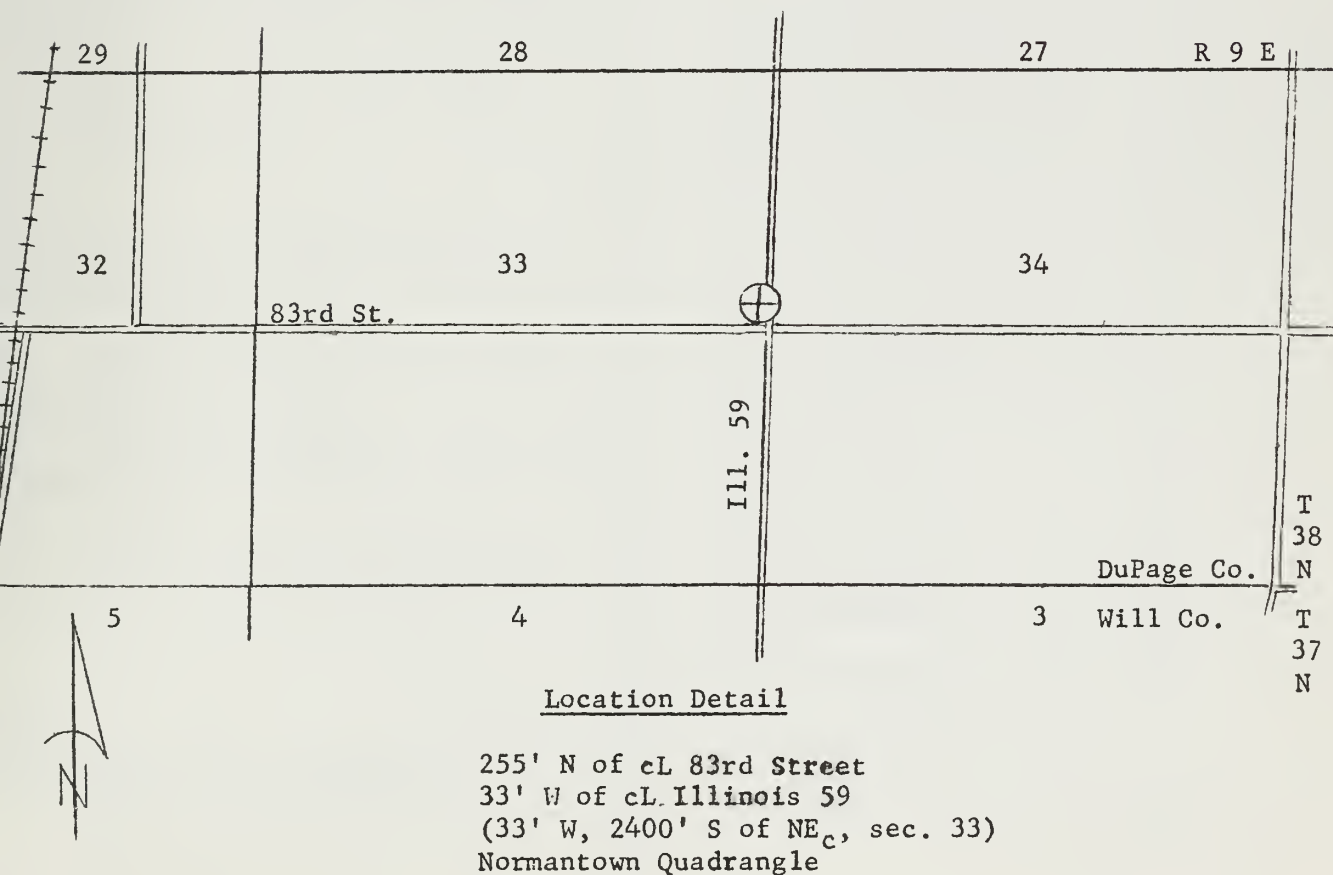 29 28 27 R 9 E
32 33 34
83rd St.
Ill. 59
T
38
DuPage Co. N
5 4 3 Will Co. T
37
N
Location Detail
N
255' N of cL 83rd Street
33' W of cL Illinois 59
(33' W, 2400' S of NEc, sec. 33)
Normantown Quadrangle